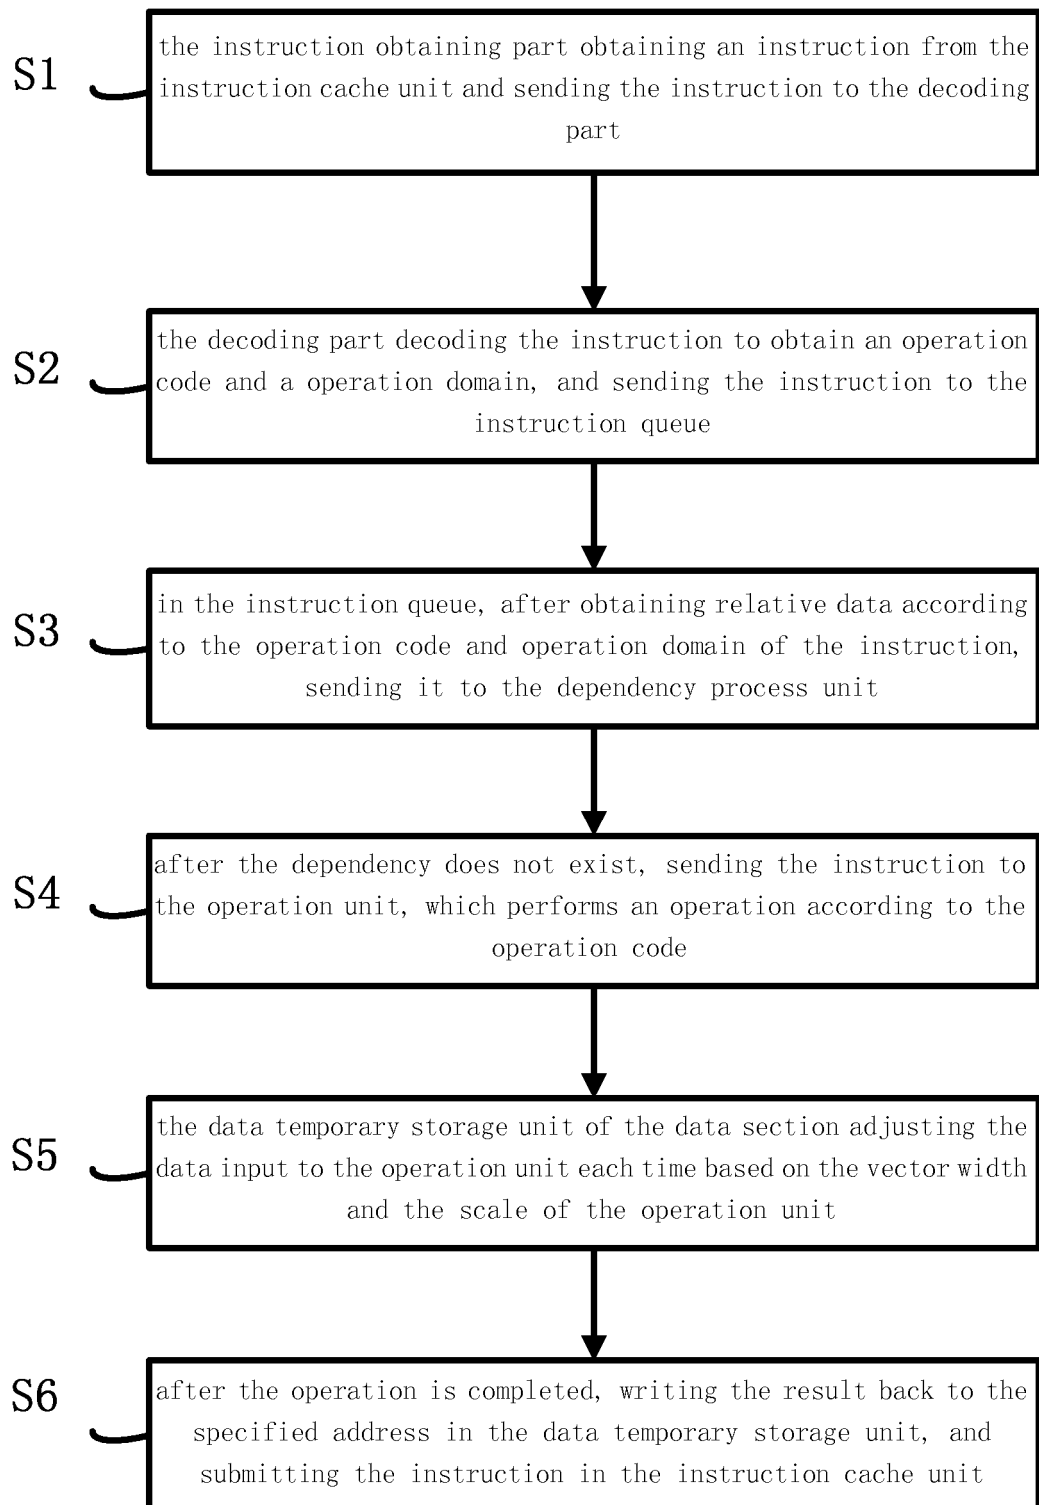 S1
the instruction obtaining part obtaining an instruction from the
instruction cache unit and sending the instruction to the decoding
part
S2
the decoding part decoding the instruction to obtain an operation
code and a operation domain, and sending the instruction to the
instruction queue
S3
in the instruction queue, after obtaining relative data according
to the operation code and operation domain of the instruction,
sending it to the dependency process unit
S4
after the dependency does not exist, sending the instruction to
the operation unit, which performs an operation according to the
operation code
S5
the data temporary storage unit of the data section adjusting the
data input to the operation unit each time based on the vector width
and the scale of the operation unit
S6
after the operation is completed, writing the result back to the
specified address in the data temporary storage unit, and
submitting the instruction in the instruction cache unit